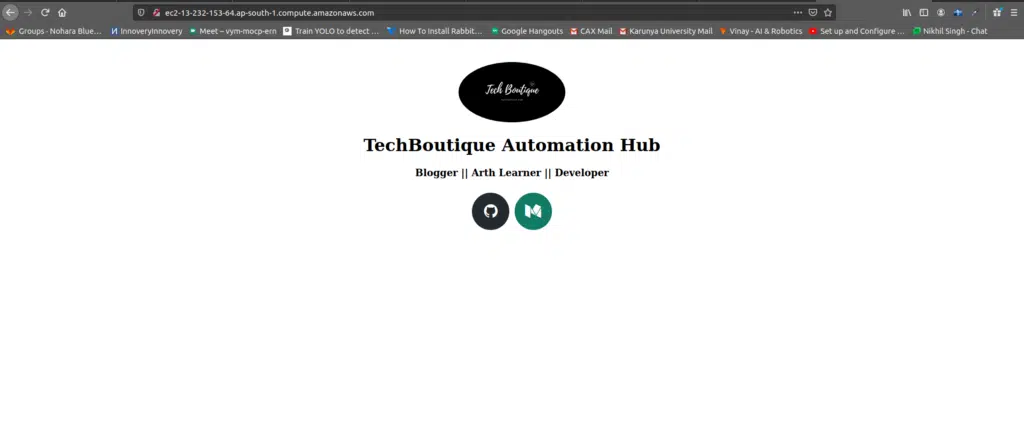 ec2-13-232-153-64.ap-south-1.compute.amazonaws.com
Groups - Nohara Blue... InnoveryInnovery Meet – vym-mocp-ern Train YOLO to detect ... How To Install Rabbit... Google Hangouts CAX Mail Karunya University Mail Vinay - AI & Robotics Set up and Configure ... Nikhil Singh - Chat
Tech Boutique
TechBoutique Automation Hub
Blogger || Arth Learner || Developer